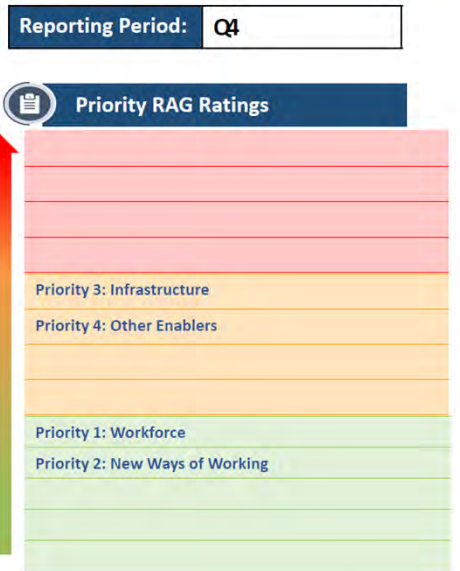 Reporting Period: Q4
Priority RAG Ratings
Priority 3: Infrastructure
Priority 4: Other Enablers
Priority 1: Workforce
Priority 2: New Ways of Working